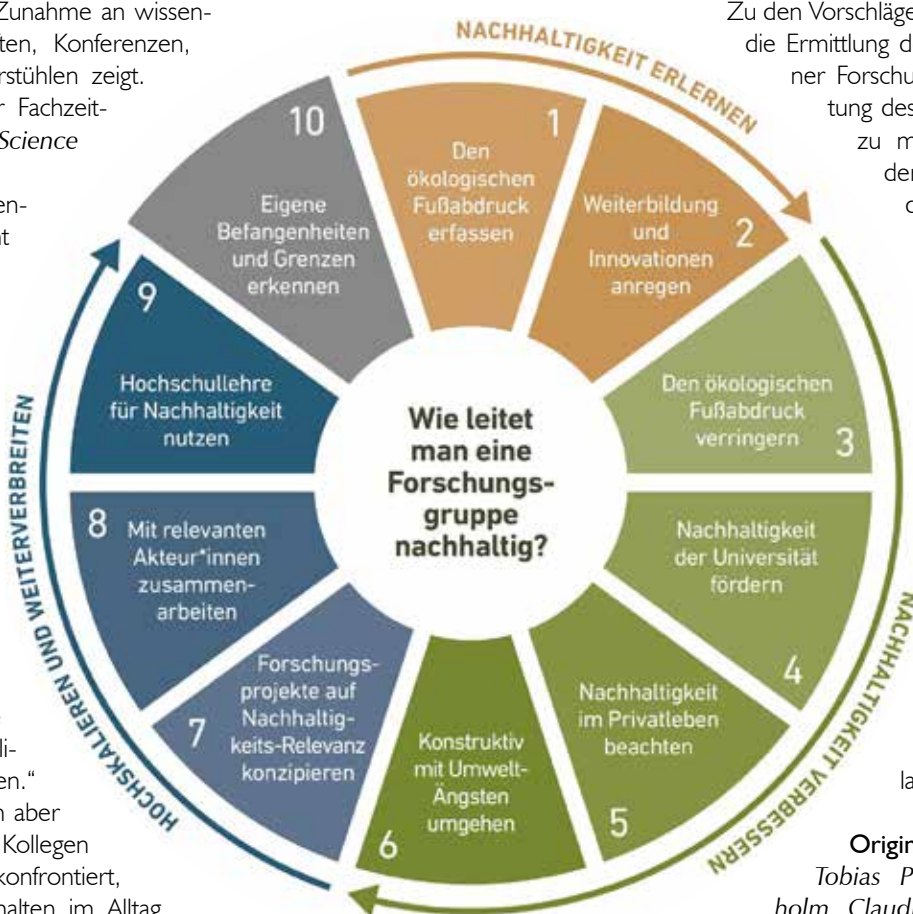 Zunahme an wissen-
Konferenzen,
zeigt.
Fachzeit-
Science
Zu den Vorschläge
die Ermittlung d
ner Forschu
tung des
zu m
der
NACHHALTIGKEIT ERLERNEN
1
Den
ökologischen
Fußabdruck
erfassen
2
Weiterbildung
und
Innovationen
anregen
NACHHALTIGKEIT VERBESSERN
3
Den ökologischen
Fußabdruck
verringern
4
Nachhaltigkeit
der Universität
fördern
5
Nachhaltigkeit
im Privatleben
beachten
6
Konstruktiv
mit Umwelt-
Ängsten
umgehen
HOCHSKALIEREN UND WEITERVERBREITEN
7
Forschungs-
projekte auf
Nachhaltig-
keits-Relevanz
konzipieren
8
Mit relevanten
Akteur*innen
zusammen-
arbeiten
9
Hochschullehre
für Nachhaltigkeit
nutzen
10
Eigene
Befangenheiten
und Grenzen
erkennen
Wie leitet
man eine
Forschungs-
gruppe
nachhaltig?
en.“
aber
Kollegen
konfrontiert,
halten im Alltag
la
Origin
Tobias P
holm, Claud